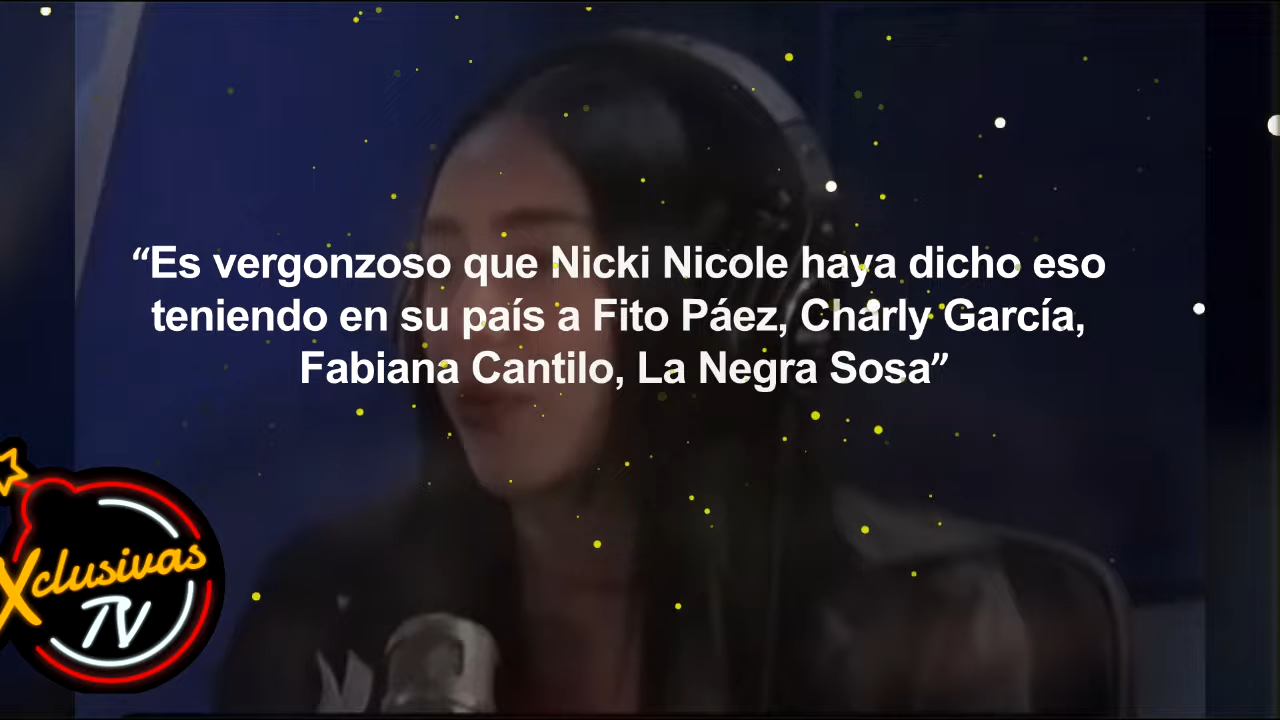 “Es vergonzoso que Nicki Nicole haya dicho eso
teniendo en su país a Fito Páez, Charly García,
Fabiana Cantilo, La Negra Sosa”
Xclusivas
TV